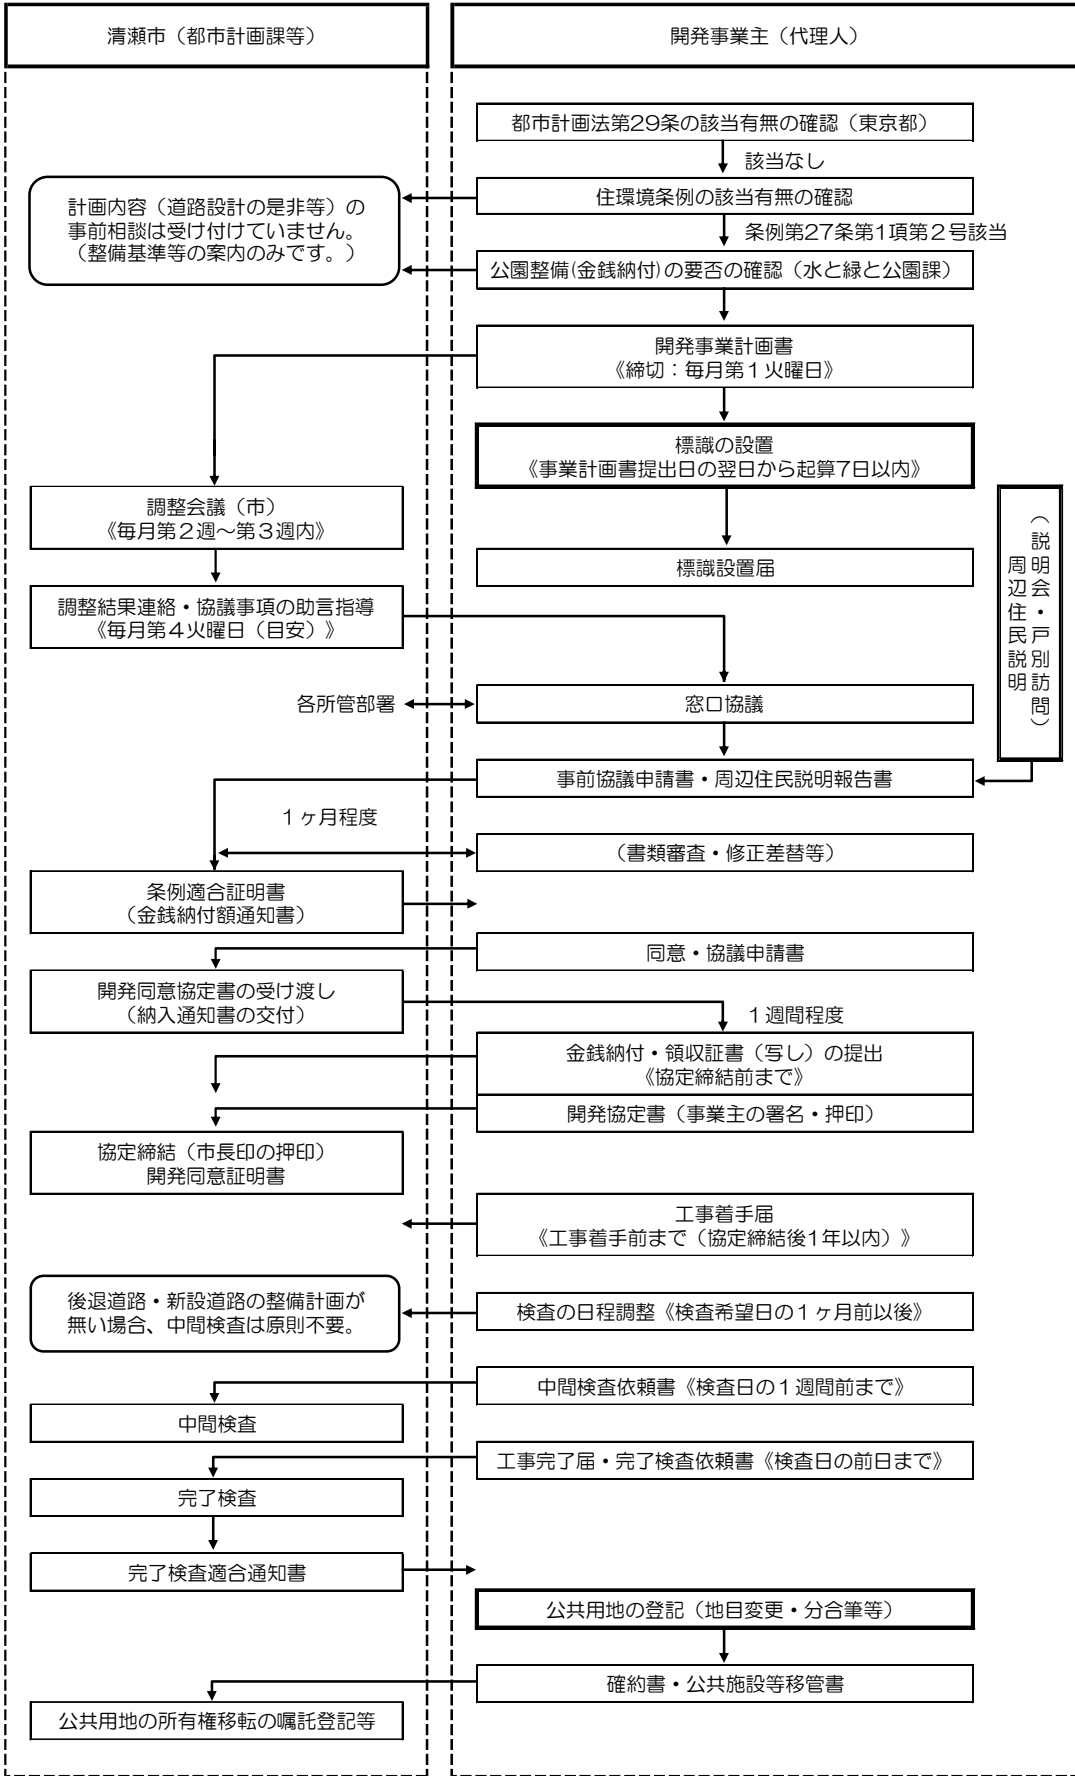 清瀬市（都市計画課等）
開発事業主（代理人）
都市計画法第29条の該当有無の確認（東京都）
該当なし
住環境条例の該当有無の確認
計画内容（道路設計の是非等）の
事前相談は受け付けていません。
（整備基準等の案内のみです。）
条例第27条第1項第2号該当
公園整備(金銭納付)の要否の確認（水と緑と公園課）
開発事業計画書
《締切：毎月第１火曜日》
標識の設置
《事業計画書提出日の翌日から起算7日以内》
調整会議（市）
《毎月第２週～第３週内》
標識設置届
周辺住民説明
（説明会・戸別訪問）
調整結果連絡・協議事項の助言指導
《毎月第４火曜日（目安）》
各所管部署
窓口協議
事前協議申請書・周辺住民説明報告書
１ヶ月程度
（書類審査・修正差替等）
条例適合証明書
（金銭納付額通知書）
同意・協議申請書
開発同意協定書の受け渡し
（納入通知書の交付）
１週間程度
金銭納付・領収証書（写し）の提出
《協定締結前まで》
開発協定書（事業主の署名・押印）
協定締結（市長印の押印）
開発同意証明書
工事着手届
《工事着手前まで（協定締結後1年以内）》
後退道路・新設道路の整備計画が
無い場合、中間検査は原則不要。
検査の日程調整《検査希望日の１ヶ月前以後》
中間検査依頼書《検査日の１週間前まで》
中間検査
工事完了届・完了検査依頼書《検査日の前日まで》
完了検査
完了検査適合通知書
公共用地の登記（地目変更・分合筆等）
確約書・公共施設等移管書
公共用地の所有権移転の嘱託登記等